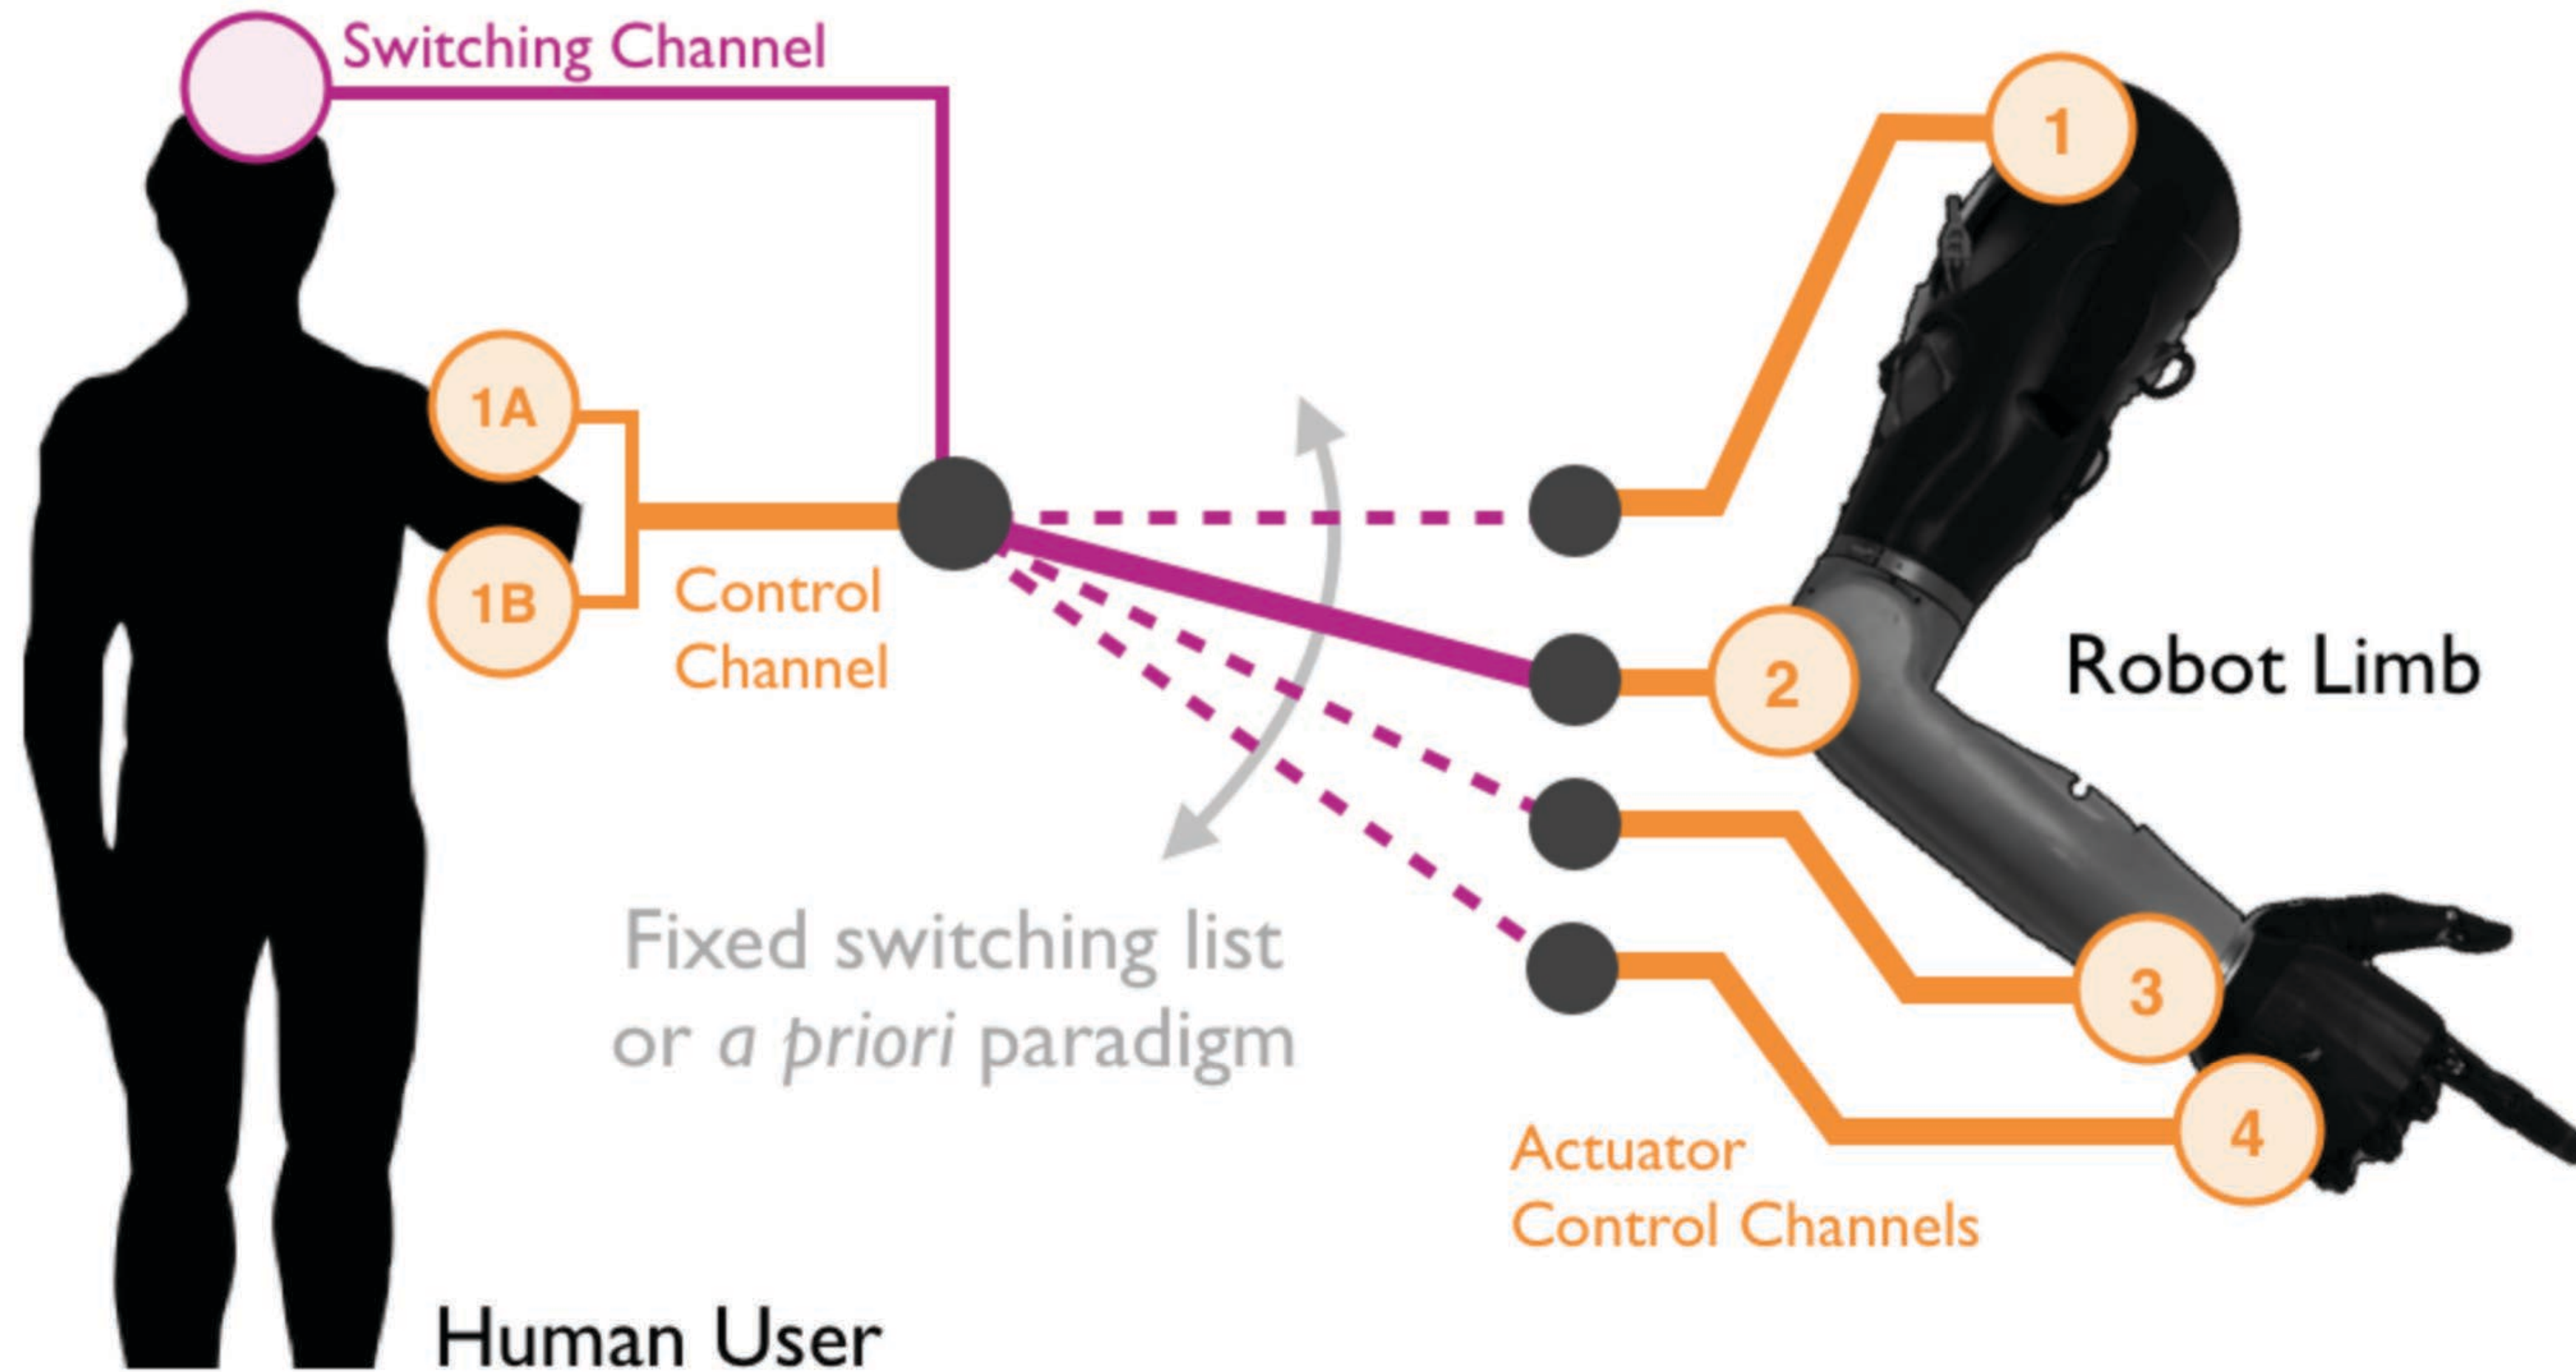 Switching Channel
1
1A
1B
Control
Channel
2
Robot Limb
Fixed switching list
or a priori paradigm
3
4
Actuator
Control Channels
Human User